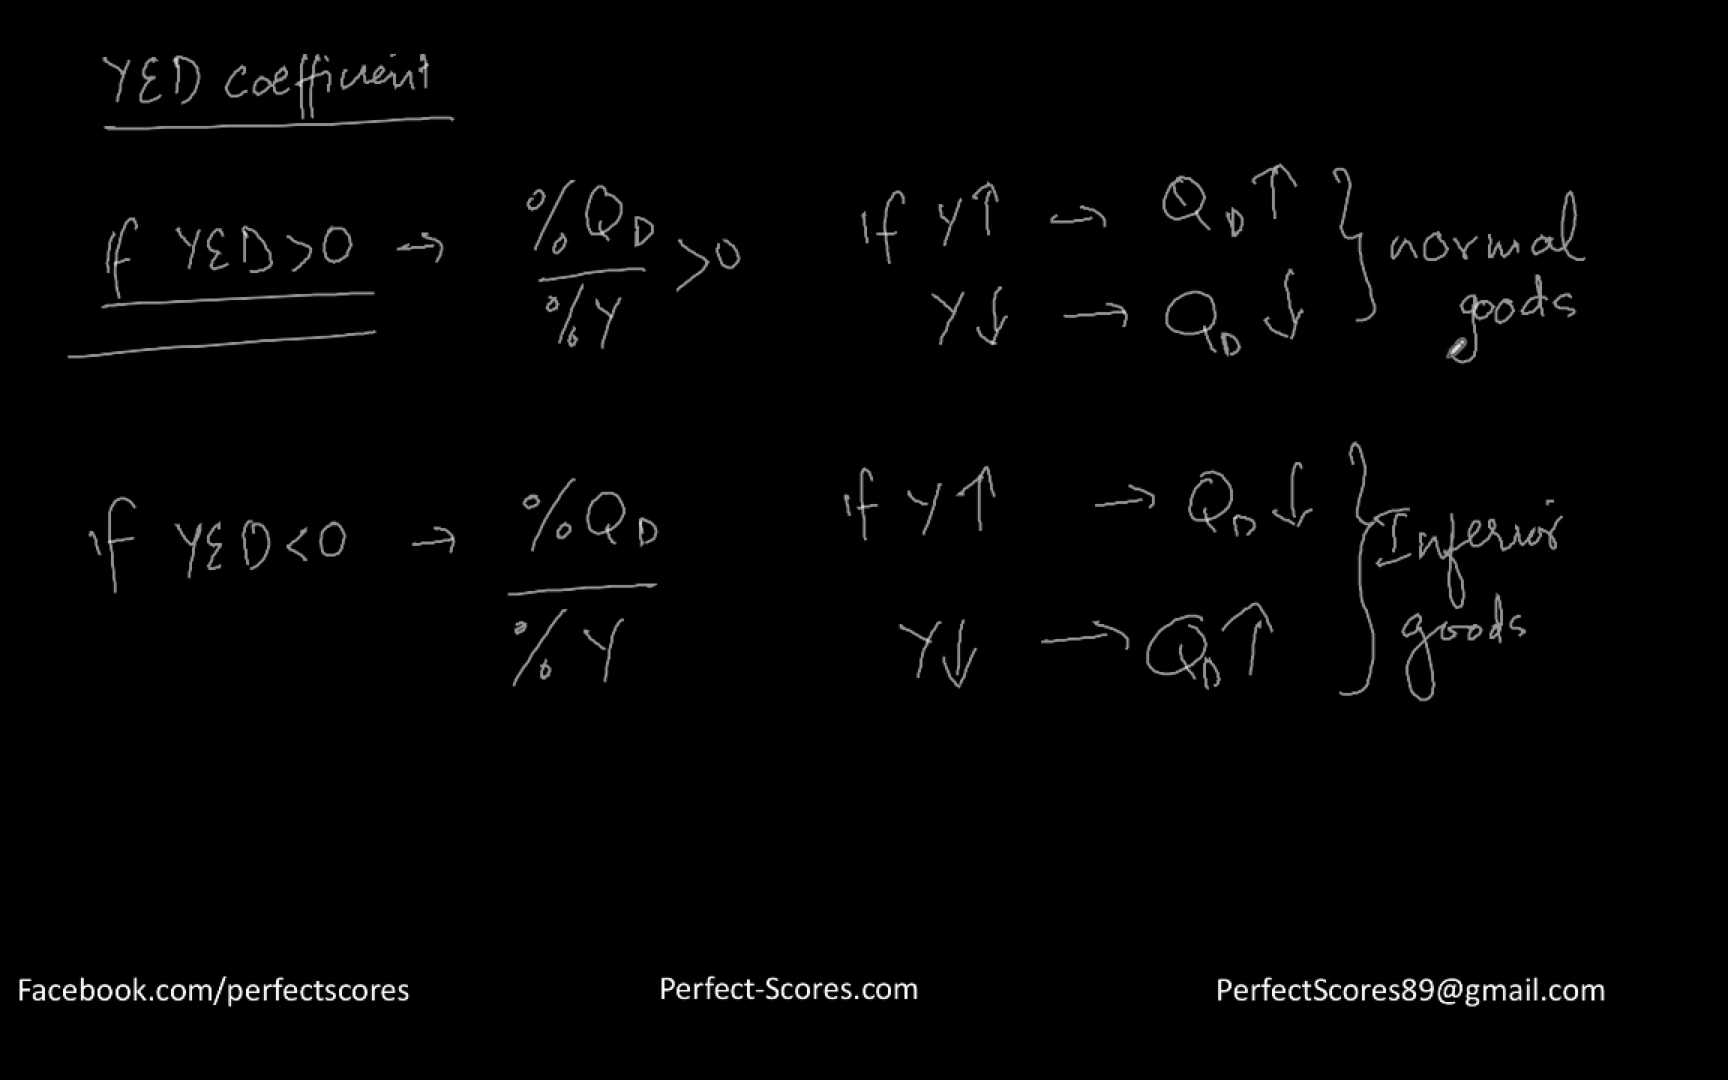 YED coefficient
If YED>0 → %QD / %Y >0 if Y↑ → QD↑ } normal goods
Y↓ → QD↓
if YED<0 → %QD / %Y if Y↑ → QD↓ } Inferior goods
Y↓ → QD↑
Facebook.com/perfectscores
Perfect-Scores.com
PerfectScores89@gmail.com